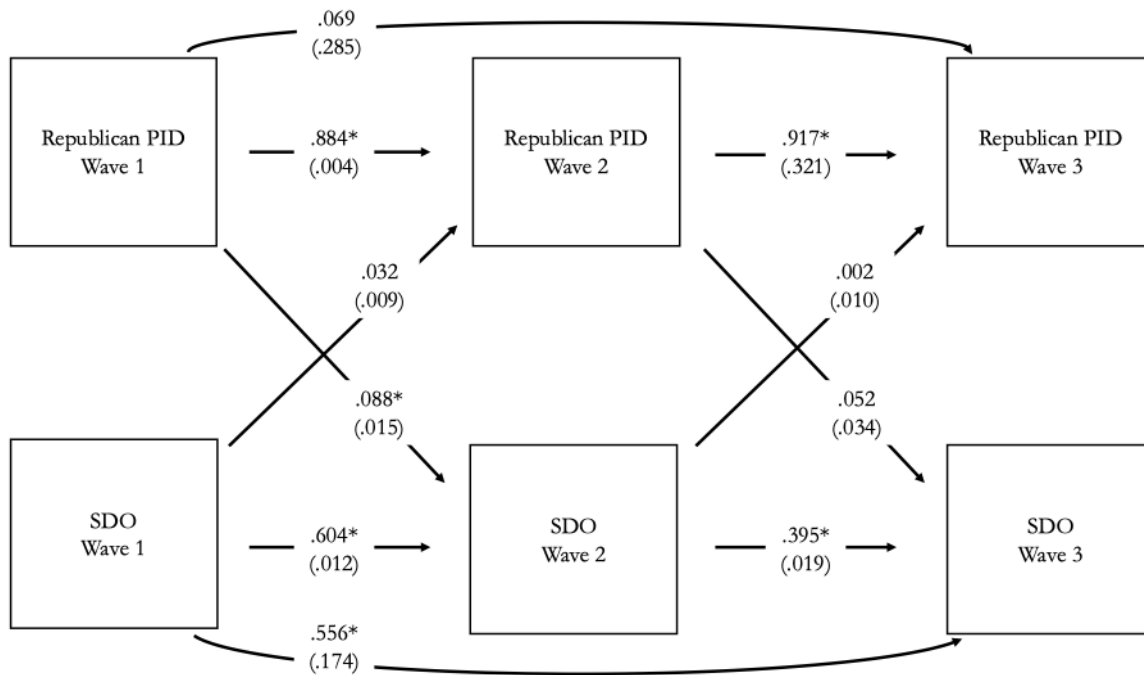 .069
(.285)
Republican PID
Wave 1
.884*
(.004)
Republican PID
Wave 2
.917*
(.321)
Republican PID
Wave 3
.032
(.009)
.002
(.010)
.088*
(.015)
.052
(.034)
SDO
Wave 1
.604*
(.012)
SDO
Wave 2
.395*
(.019)
SDO
Wave 3
.556*
(.174)